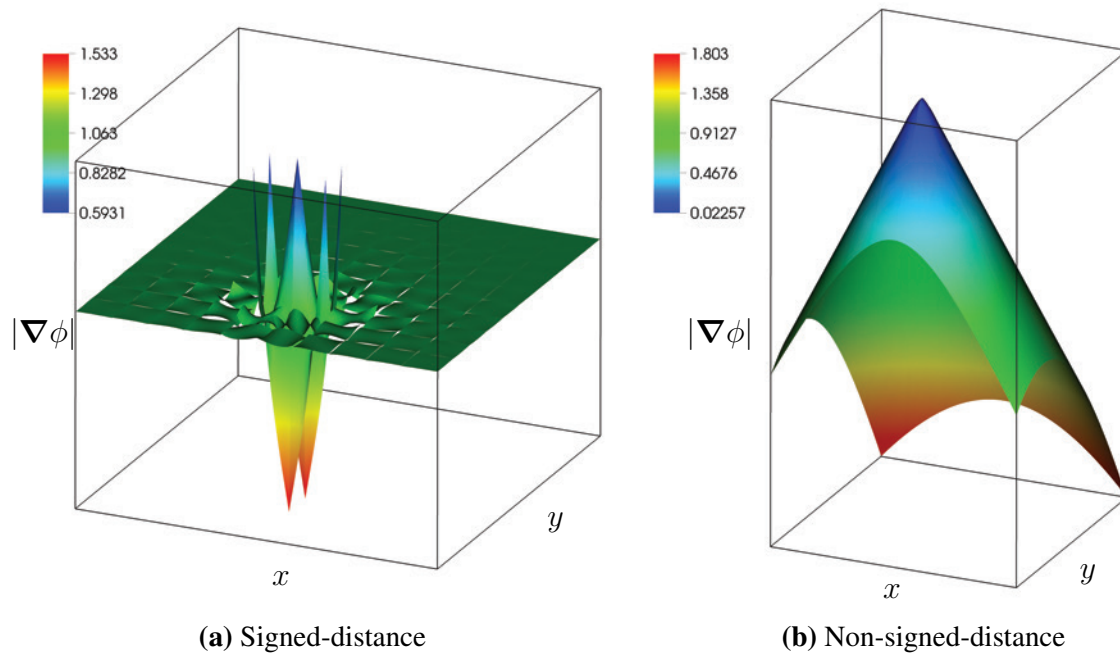 1.533
1.298
1.063
0.8282
0.5931
|∇ϕ|
x
y
(a) Signed-distance
1.803
1.358
0.9127
0.4676
0.02257
|∇ϕ|
x
y
(b) Non-signed-distance